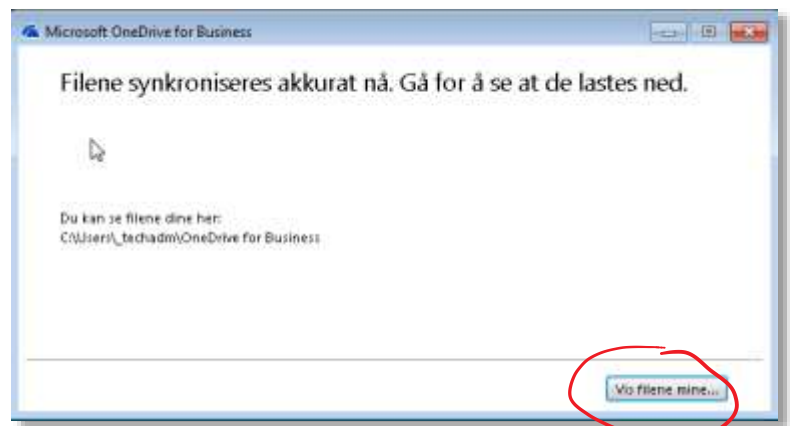 Microsoft OneDrive for Business
Filene synkroniseres akkurat nå. Gå for å se at de lastes ned.
Du kan se filene dine her:
C:\Users\_techadm\OneDrive for Business
Vis filene mine...